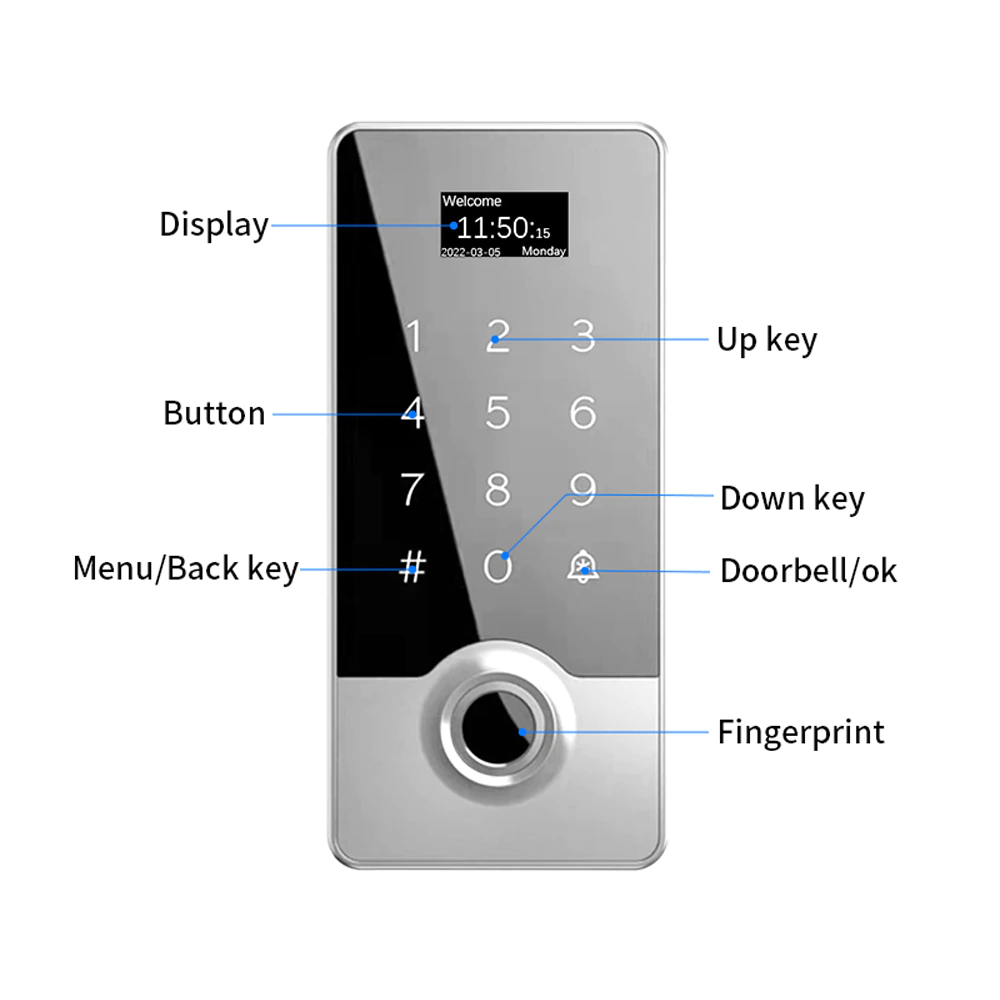 Welcome
Display
11:50:15
2022-03-05 Monday
1 2 3
Up key
Button
4 5 6
7 8 9
Down key
Menu/Back key
# 0
Doorbell/ok
Fingerprint